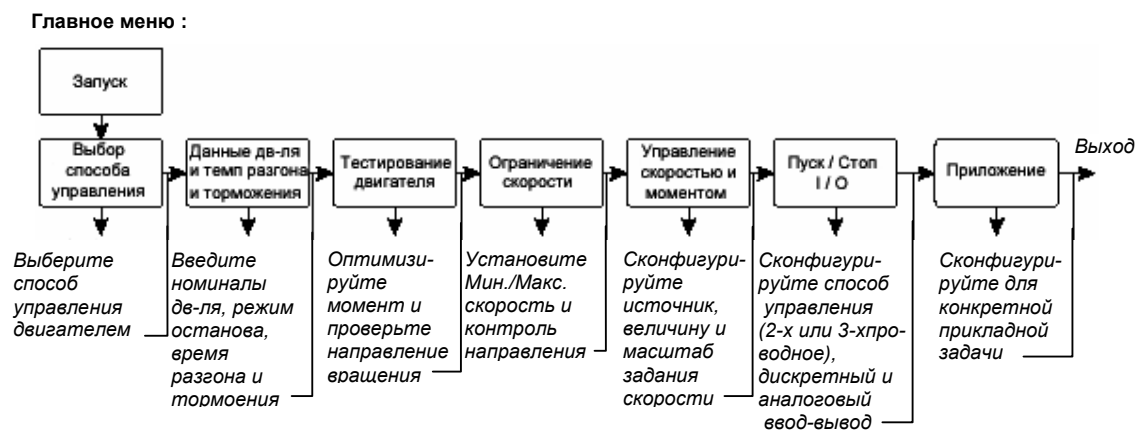 Главное меню :
Запуск
Выбор
способа
управления
Данные дв-ля
и темп разгона
и торможения
Тестирование
двигателя
Ограничение
скорости
Управление
скоростью и
моментом
Пуск / Стоп
I / O
Приложение
Выход
Выберите
способ
управления
двигателем
Введите
номиналы
дв-ля, режим
останова,
время
разгона и
тормоения
Оптимизи-
руйте
момент и
проверьте
направление
вращения
Установите
Мин./Макс.
скорость и
контроль
направления
Сконфигури-
руйте
источник,
величину и
масштаб
задания
скорости
Сконфигури-
руйте способ
управления
(2-х или 3-хпро-
водное),
дискретный и
аналоговый
ввод-вывод
Сконфигури-
руйте для
конкретной
прикладной
задачи